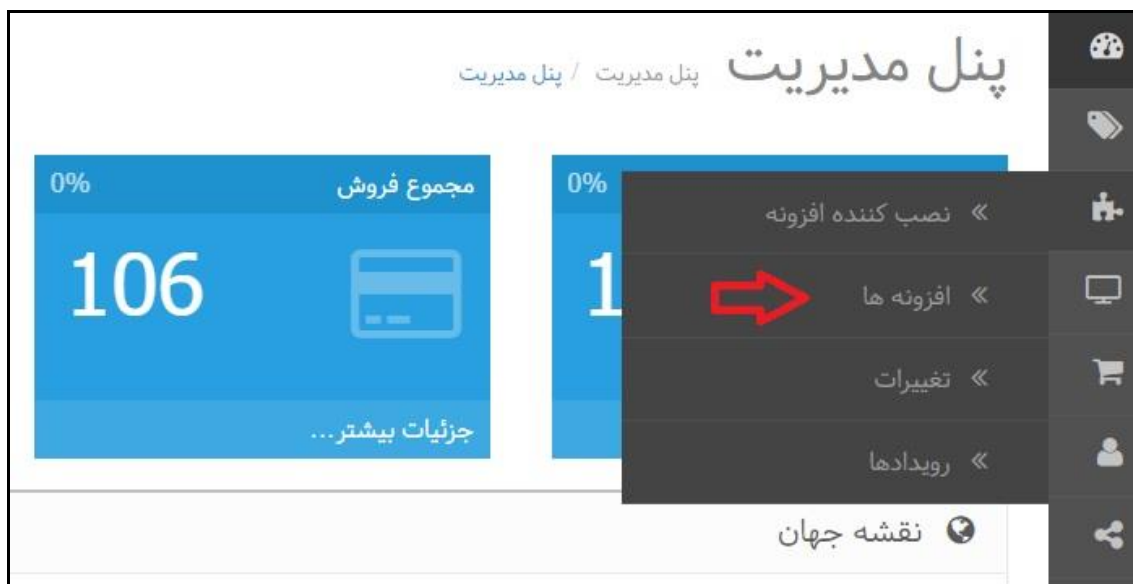 پنل مدیریت
پنل مدیریت / پنل مدیریت
0%
1
مجموع فروش
0%
106
جزئیات بیشتر...
« نصب کننده افزونه
« افزونه ها
« تغییرات
« رویدادها
نقشه جهان